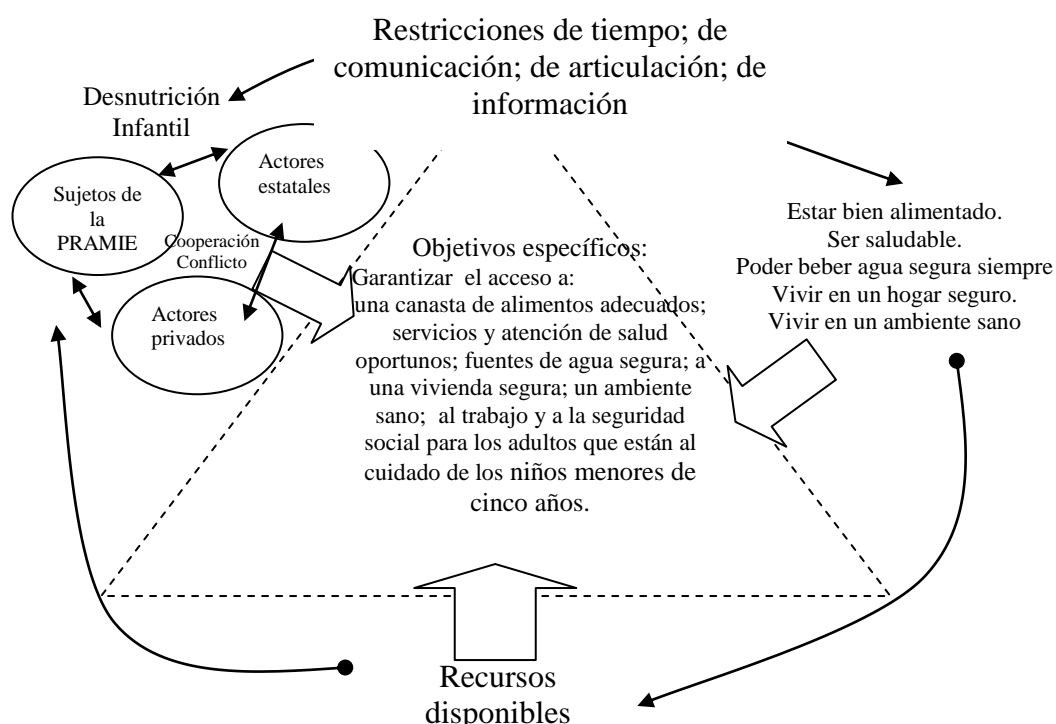 Restricciones de tiempo; de
comunicación; de articulación; de
información
Desnutrición
Infantil
Actores
estatales
Sujetos de
la
PRAMIE
Cooperación
Conflicto
Actores
privados
Objetivos específicos:
Garantizar el acceso a:
una canasta de alimentos adecuados;
servicios y atención de salud
oportunos; fuentes de agua segura; a
una vivienda segura; un ambiente
sano; al trabajo y a la seguridad
social para los adultos que están al
cuidado de los niños menores de
cinco años.
Estar bien alimentado.
Ser saludable.
Poder beber agua segura siempre
Vivir en un hogar seguro.
Vivir en un ambiente sano
Recursos
disponibles